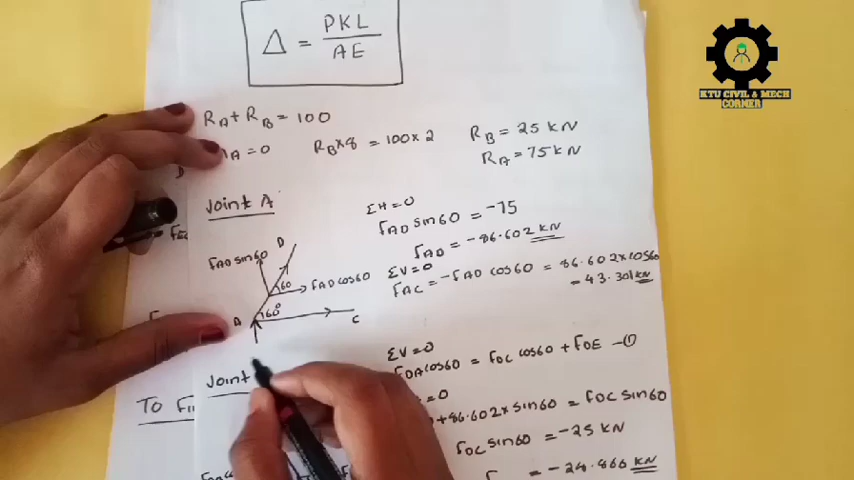 Δ = PKL / AE
R_A + R_B = 100
M_A = 0
R_B × 8 = 100 × 2
R_B = 25 kN
R_A = 75 kN
Joint A
ΣH = 0
F_AD sin60 = -75
F_AD = -86.602 kN
ΣV = 0
F_AC = -F_AD cos60 = 86.602 × cos60
= 43.301 kN
D
F_AD sin60
60
F_AD cos60
60°
A
C
Joint
ΣV = 0
F_DA cos60 = F_DC cos60 + F_DE -①
= 0
+ 86.602 × sin60 = F_DC sin60
F_DC sin60 = -25 kN
= -28.866 kN
TO FI
KTU CIVIL & MECH
CORNER